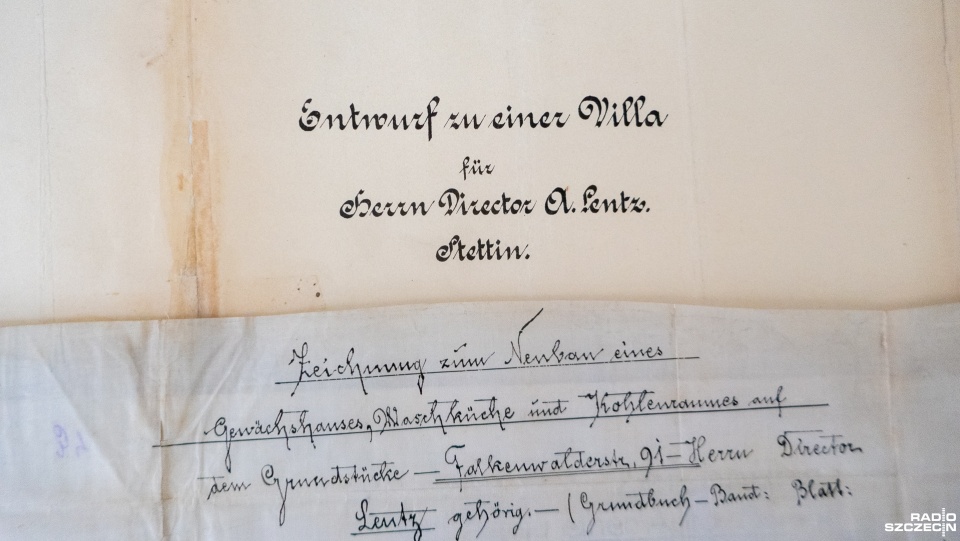 Entwurf zu einer Villa
für
Herrn Director A. Lentz.
Stettin.
Zeichnung zum Neubau eines
Gewächshauses, Waschküche und Kohlenraumes auf
dem Grundstücke – Falkenwalderstr. 91 – Herrn Director
Lentz gehörig. – (Grundbuch – Band: Blatt:
RADIO
SZCZECIN